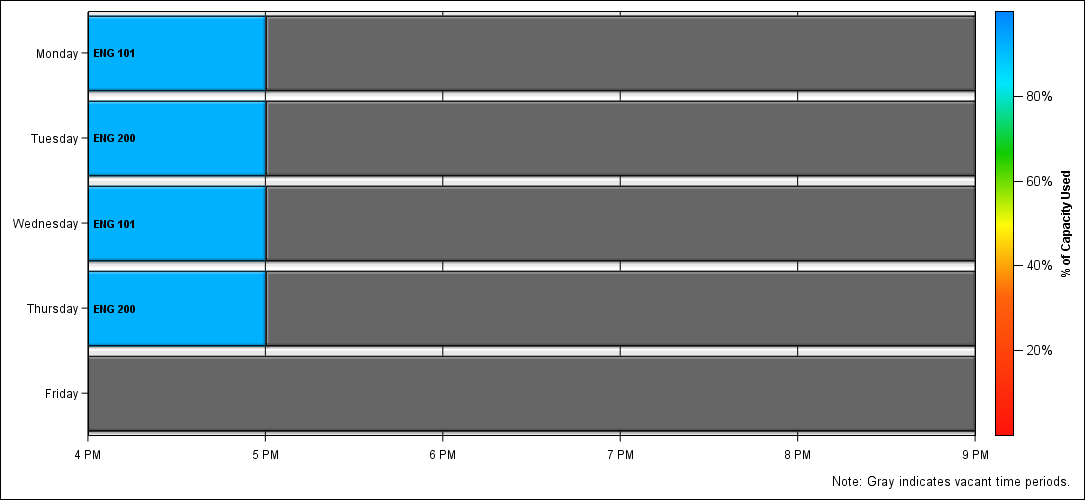 Monday
ENG 101
Tuesday
ENG 200
Wednesday
ENG 101
Thursday
ENG 200
Friday
4 PM 5 PM 6 PM 7 PM 8 PM 9 PM
80%
60%
40%
20%
% of Capacity Used
Note: Gray indicates vacant time periods.